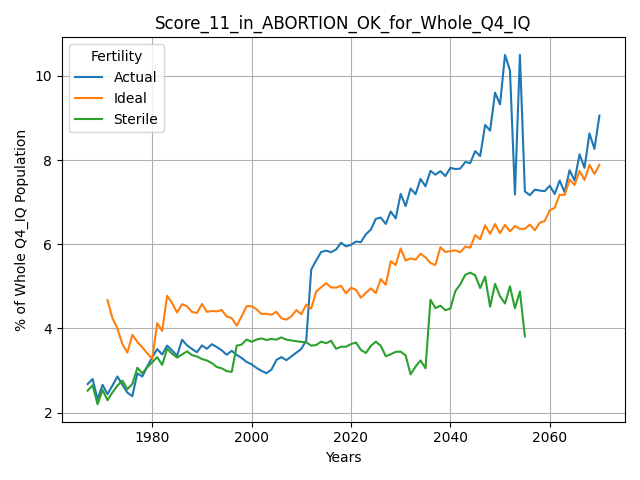 Score_11_in_ABORTION_OK_for_Whole_Q4_IQ
Fertility
Actual
Ideal
Sterile
% of Whole Q4_IQ Population
10
8
6
4
2
1980 2000 2020 2040 2060
Years